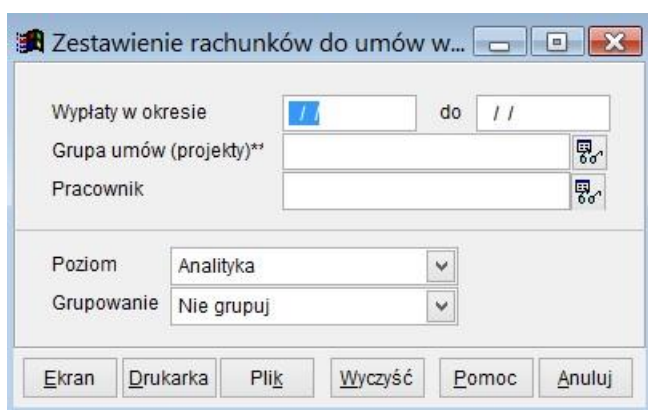 Zestawienie rachunków do umów w...
Wypłaty w okresie / / do / /
Grupa umów (projekty)**
Pracownik
Poziom Analityka
Grupowanie Nie grupuj
Ekran Drukarka Plik Wyczyść Pomoc Anuluj